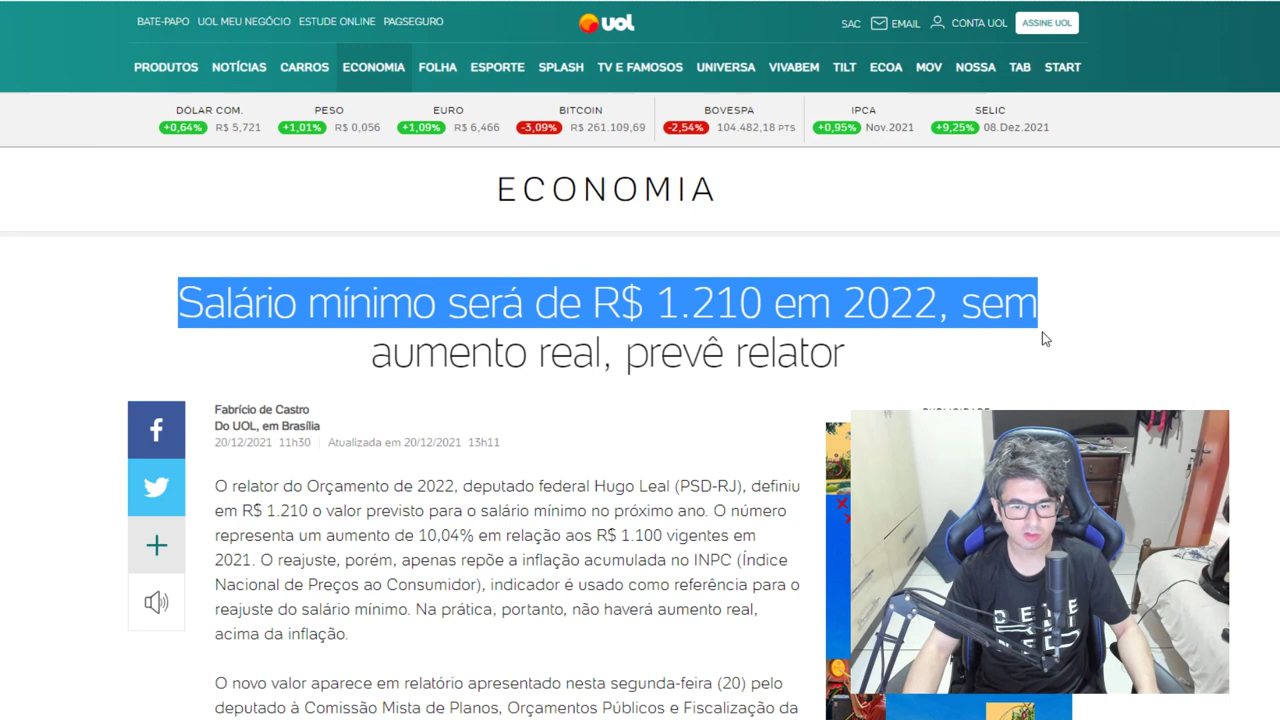 BATE-PAPO UOL MEU NEGÓCIO ESTUDE ONLINE PAGSEGURO
UOL
SAC EMAIL CONTA UOL ASSINE UOL
PRODUTOS NOTÍCIAS CARROS ECONOMIA FOLHA ESPORTE SPLASH TV E FAMOSOS UNIVERSA VIVABEM TILT ECOA MOV NOSSA TAB START
DÓLAR COM. PESO EURO BITCOIN BOVESPA IPCA SELIC
+0,64% R$ 5,721 +1,01% R$ 0,056 +1,09% R$ 6,466 -3,09% R$ 261.109,69 -2,54% 104.482,18 PTS +0,95% Nov.2021 +9,25% 08.Dez.2021
ECONOMIA
Salário mínimo será de R$ 1.210 em 2022, sem
aumento real, prevê relator
Fabrício de Castro
Do UOL, em Brasília
20/12/2021 11h30 Atualizada em 20/12/2021 13h11
O relator do Orçamento de 2022, deputado federal Hugo Leal (PSD-RJ), definiu
em R$ 1.210 o valor previsto para o salário mínimo no próximo ano. O número
representa um aumento de 10,04% em relação aos R$ 1.100 vigentes em
2021. O reajuste, porém, apenas repõe a inflação acumulada no INPC (Índice
Nacional de Preços ao Consumidor), indicador é usado como referência para o
reajuste do salário mínimo. Na prática, portanto, não haverá aumento real,
acima da inflação.
O novo valor aparece em relatório apresentado nesta segunda-feira (20) pelo
deputado à Comissão Mista de Planos, Orçamentos Públicos e Fiscalização da